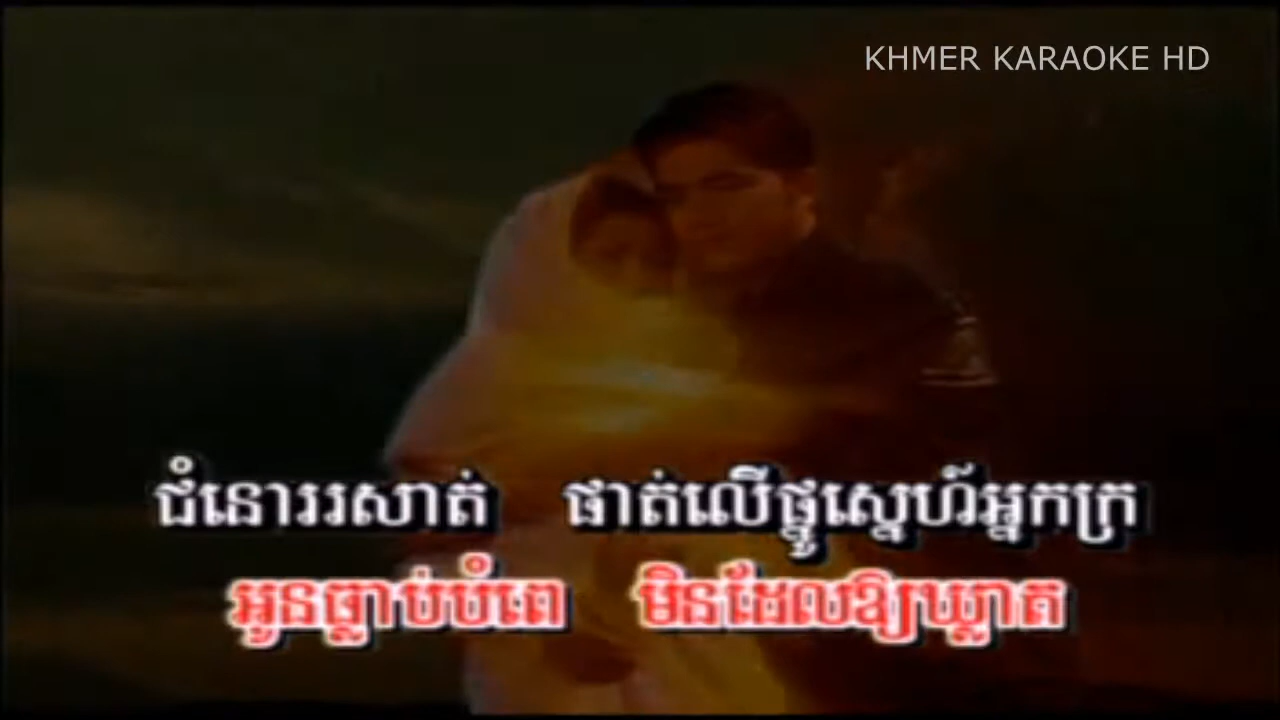 KHMER KARAOKE HD
ជំនោររសាត់ ផាត់លើផ្នូស្នេហ៍អ្នកក្រ
អូនធ្លាប់បំពេ មិនដែលឱ្យឃ្លាត